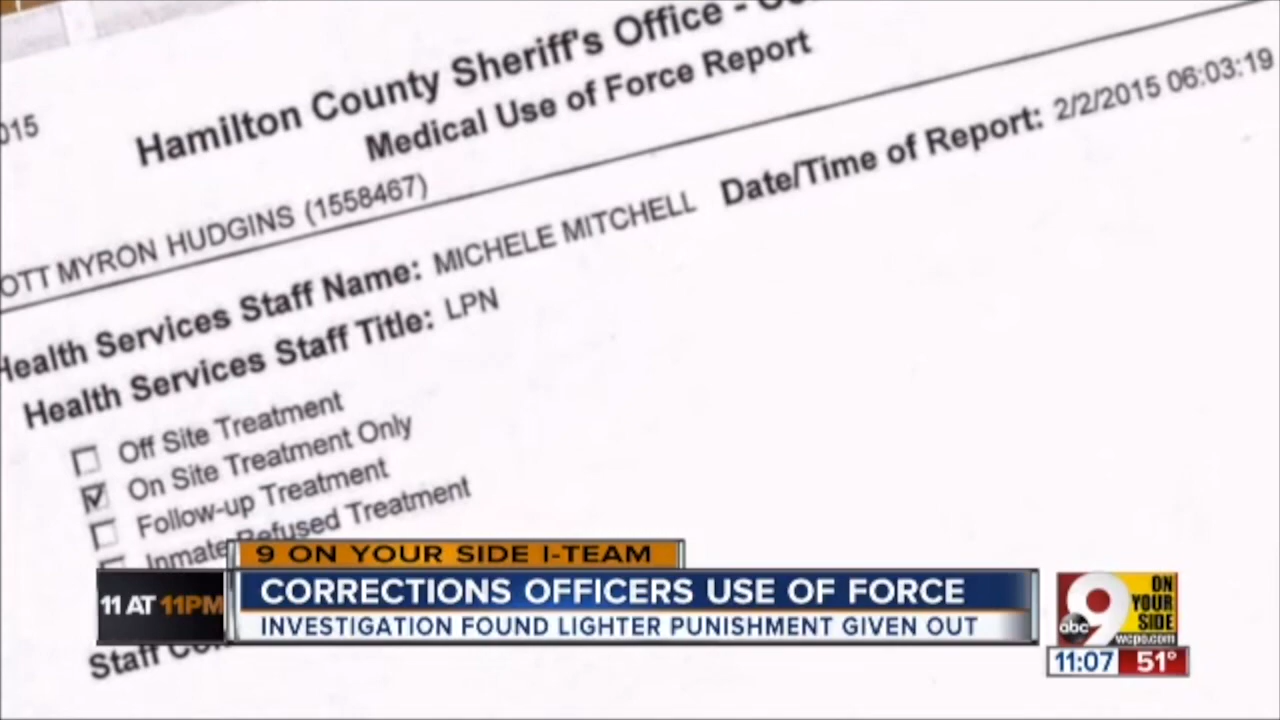 015
Hamilton County Sheriff's Office -
Medical Use of Force Report
OTT MYRON HUDGINS (1558467)
Health Services Staff Name: MICHELE MITCHELL Date/Time of Report: 2/2/2015 06:03:19
Health Services Staff Title: LPN
Off Site Treatment
On Site Treatment Only
Follow-up Treatment
Inmate Refused Treatment
Staff
9 ON YOUR SIDE I-TEAM
11 AT 11PM
CORRECTIONS OFFICERS USE OF FORCE
INVESTIGATION FOUND LIGHTER PUNISHMENT GIVEN OUT
abc 9 ON YOUR SIDE
wcpo.com
11:07 51°